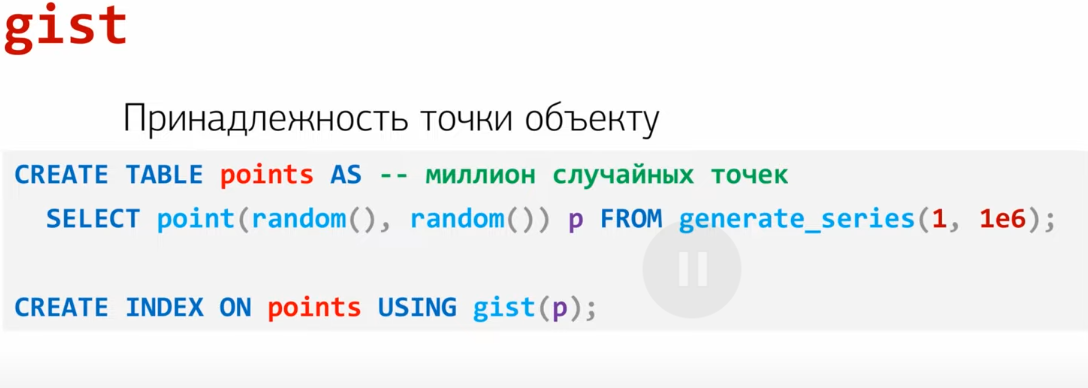 gist
Принадлежность точки объекту
CREATE TABLE points AS -- миллион случайных точек
SELECT point(random(), random()) p FROM generate_series(1, 1e6);
CREATE INDEX ON points USING gist(p);